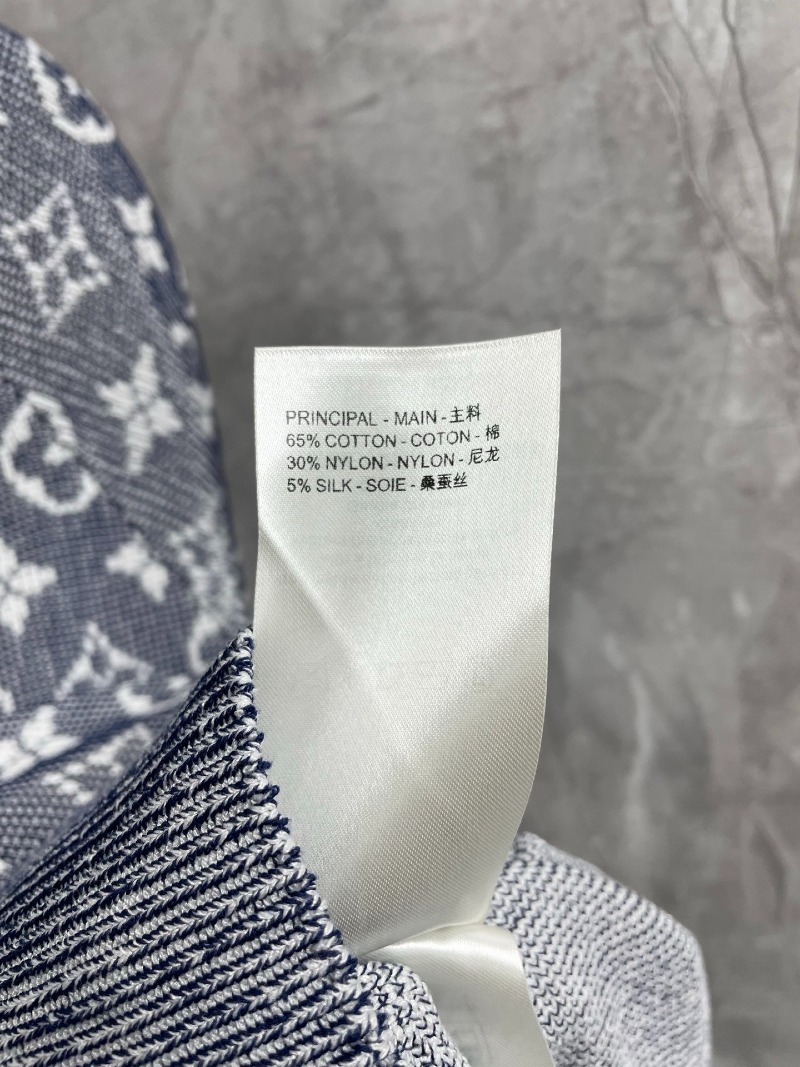 PRINCIPAL - MAIN - 主料
65% COTTON - COTON - 棉
30% NYLON - NYLON - 尼龙
5% SILK - SOIE - 桑蚕丝